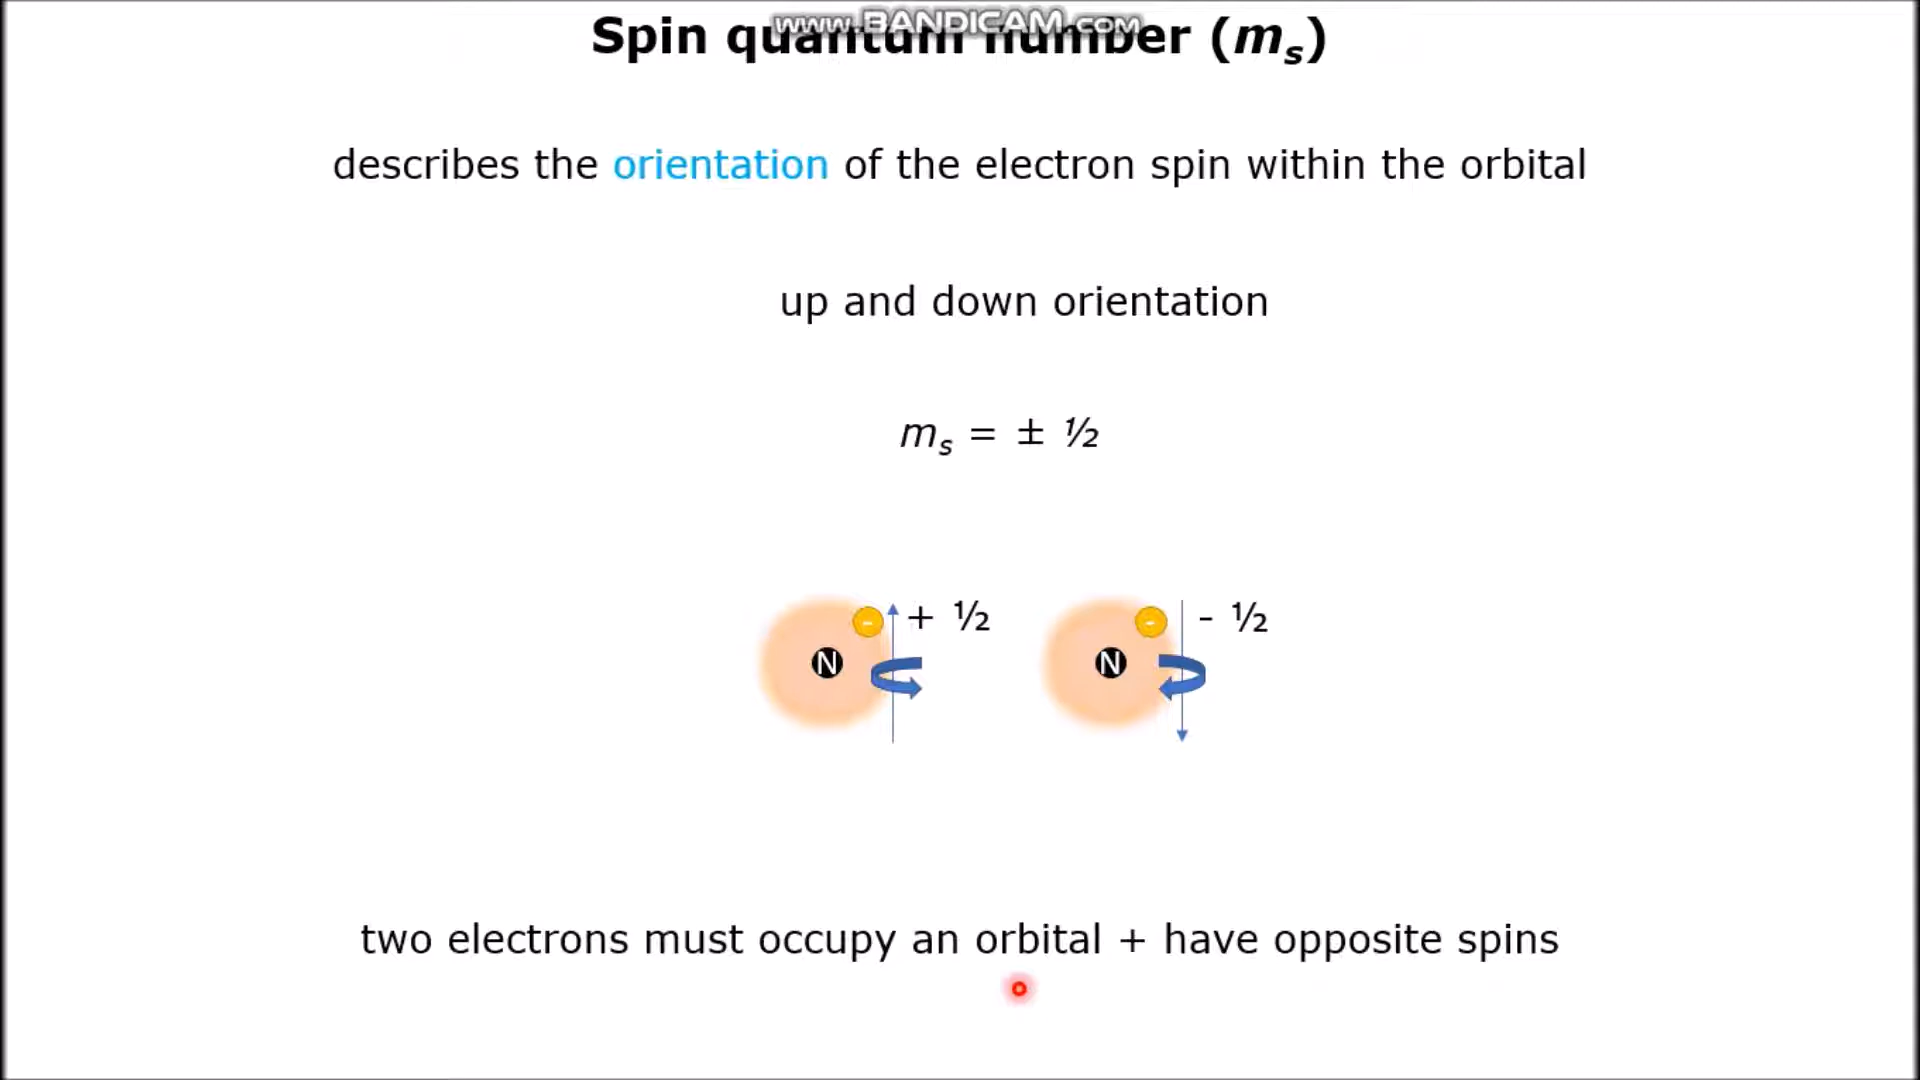 www.BANDICAM.com
Spin quantum number (ms)
describes the orientation of the electron spin within the orbital
up and down orientation
ms = ± ½
- + ½ - - ½
N N
two electrons must occupy an orbital + have opposite spins